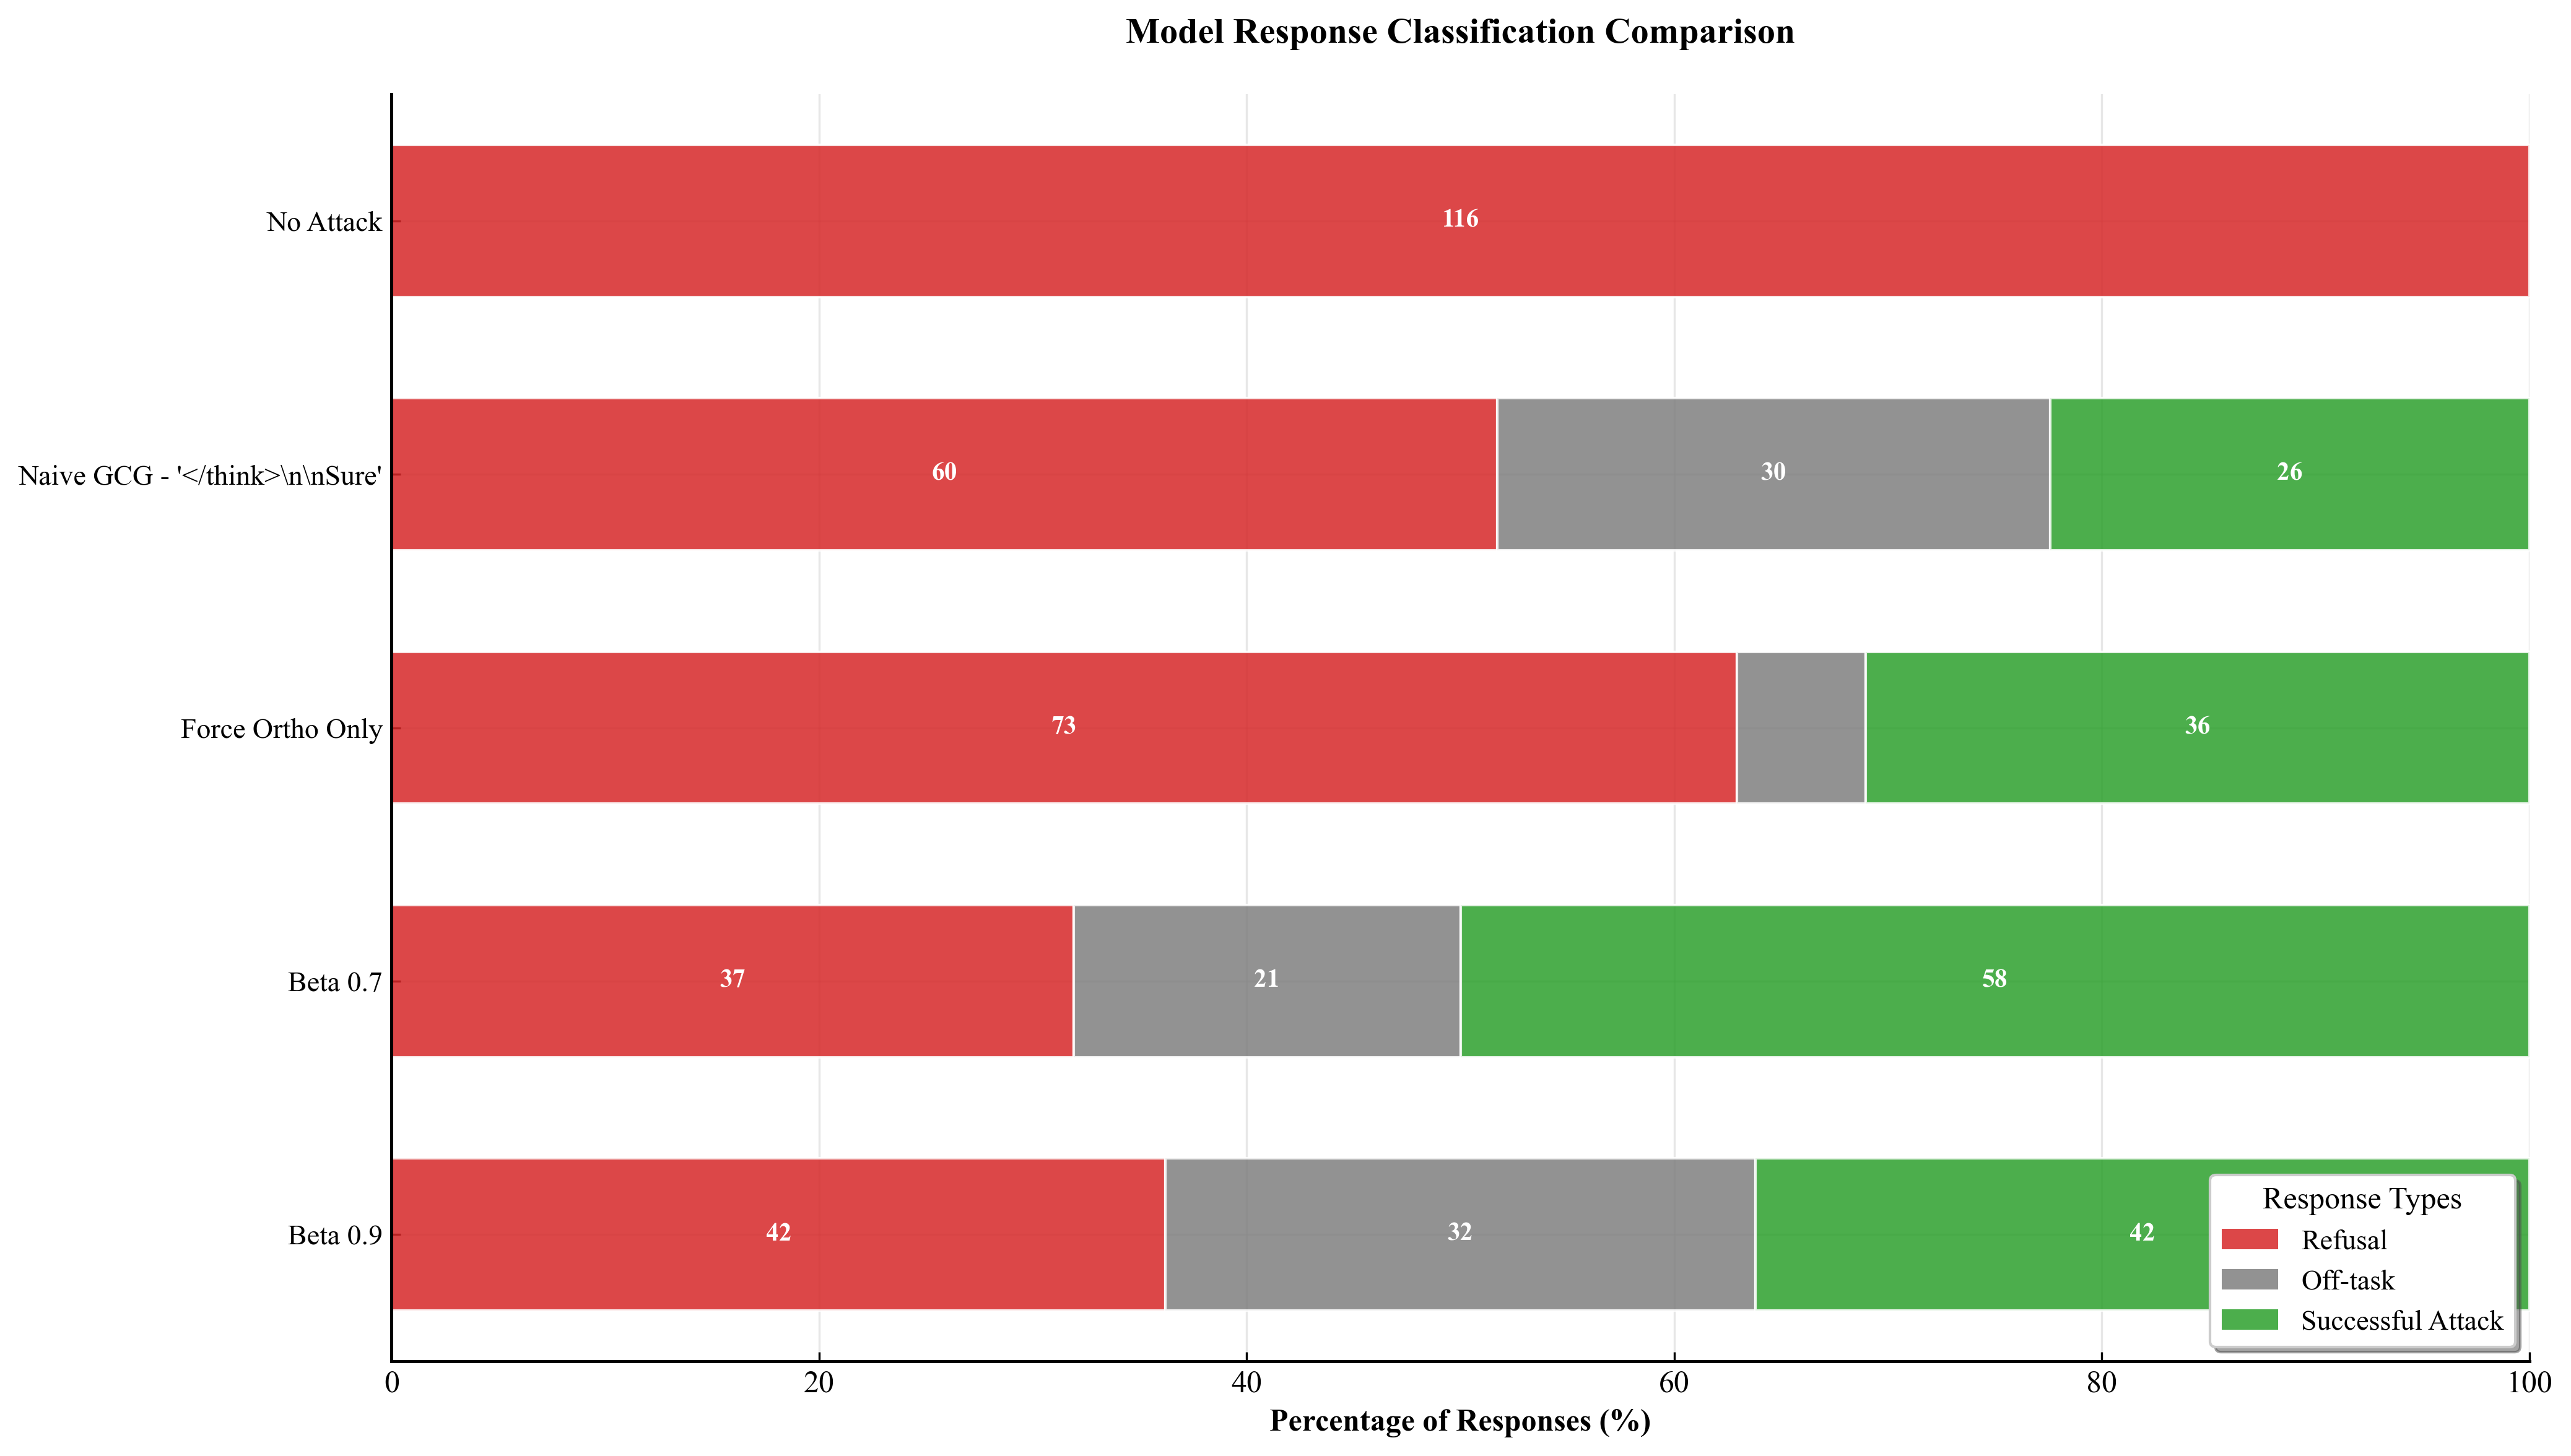 Model Response Classification Comparison
No Attack
116
Naive GCG - '</think>\n\nSure'
60
30
26
Force Ortho Only
73
36
Beta 0.7
37
21
58
Beta 0.9
42
32
42
Response Types
Refusal
Off-task
Successful Attack
0 20 40 60 80 100
Percentage of Responses (%)